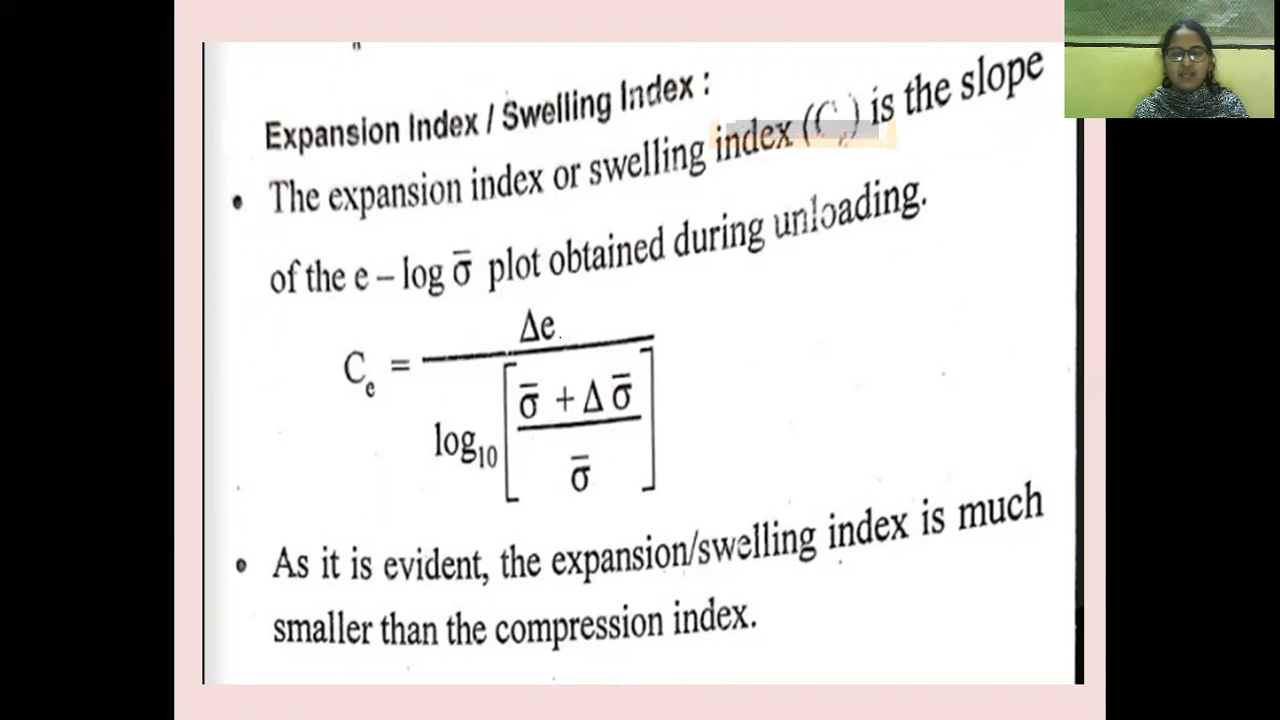 Expansion Index / Swelling Index :
• The expansion index or swelling index (C ) is the slope
of the e – log σ̅ plot obtained during unloading.
Cₑ = Δe / log₁₀ [ (σ̅ + Δ σ̅) / σ̅ ]
• As it is evident, the expansion/swelling index is much
smaller than the compression index.